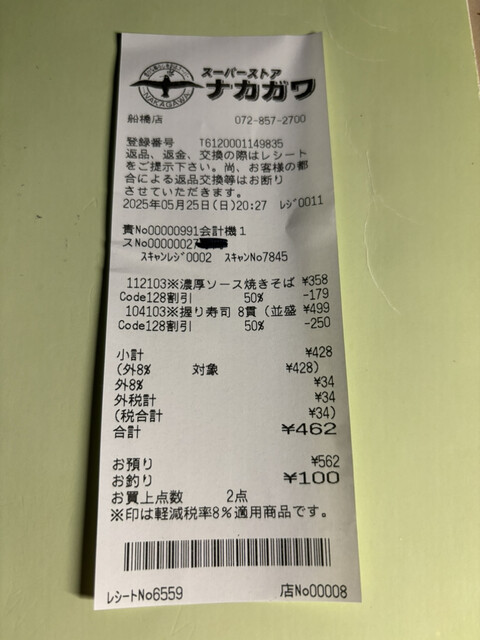 スーパーストア
ナカガワ
NAKAGAWA
船橋店 072-857-2700
登録番号 T6120001149835
返品、返金、交換の際はレシート
をご提示下さい。尚、お客様の都
合による返品交換等はお断り
させていただきます。
2025年05月25日(日)20:27 レジ0011
責No00000991会計機1
スNo0000027
スキャンレジ0002 スキャンNo7845
112103※濃厚ソース焼きそば ¥358
Code128割引 50% -179
104103※握り寿司 8貫(並盛 ¥499
Code128割引 50% -250
小計 ¥428
(外8% 対象 ¥428)
外8% ¥34
外税計 ¥34
(税合計 ¥34)
合計 ¥462
お預り ¥562
お釣り ¥100
お買上点数 2点
※印は軽減税率8%適用商品です。
レシートNo6559 店No00008